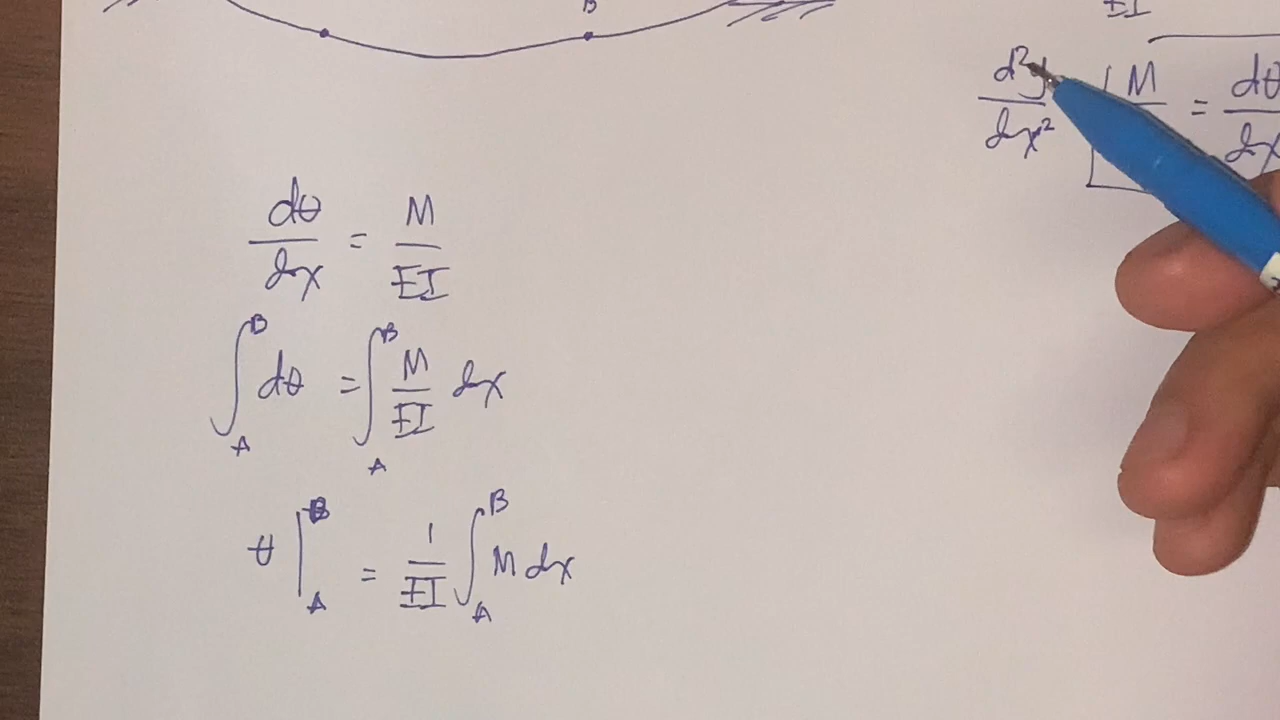 B
EI
d²y/dx² M = dθ/dx
dθ/dx = M/EI
∫_A^B dθ = ∫_A^B M/EI dx
θ |_A^B = 1/EI ∫_A^B M dx